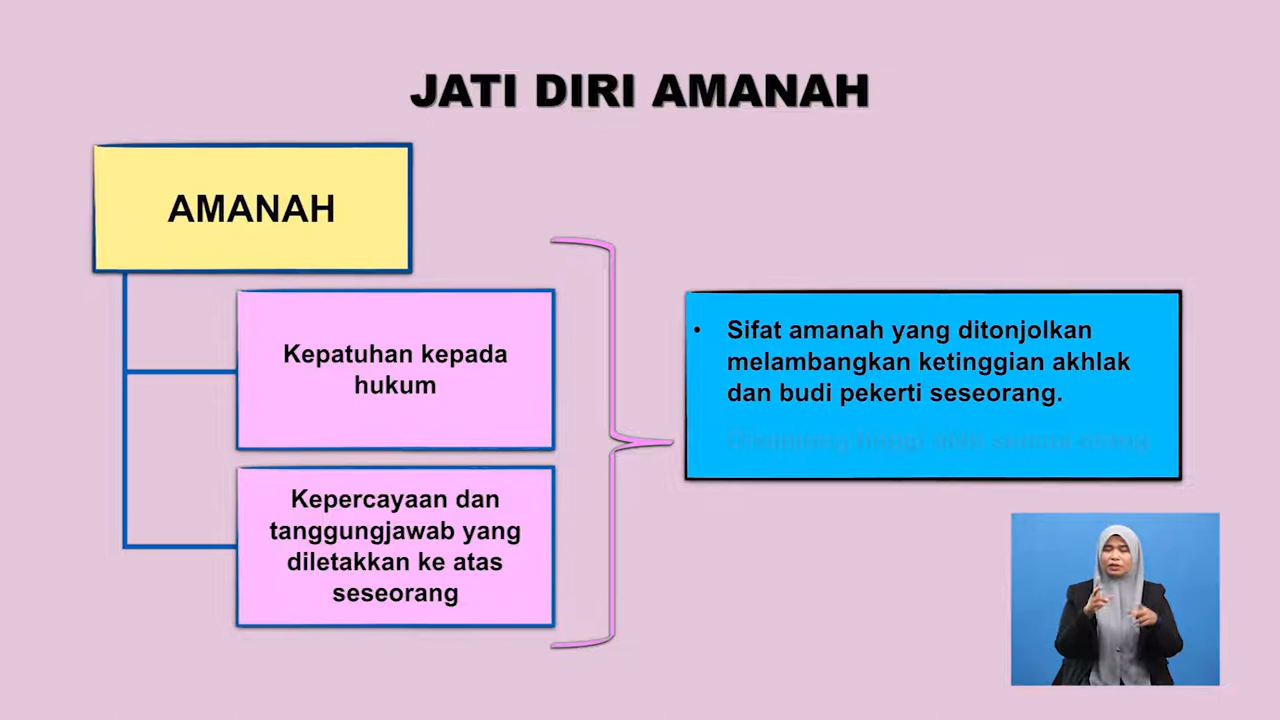 JATI DIRI AMANAH
AMANAH
Kepatuhan kepada
hukum
Kepercayaan dan
tanggungjawab yang
diletakkan ke atas
seseorang
• Sifat amanah yang ditonjolkan
melambangkan ketinggian akhlak
dan budi pekerti seseorang.